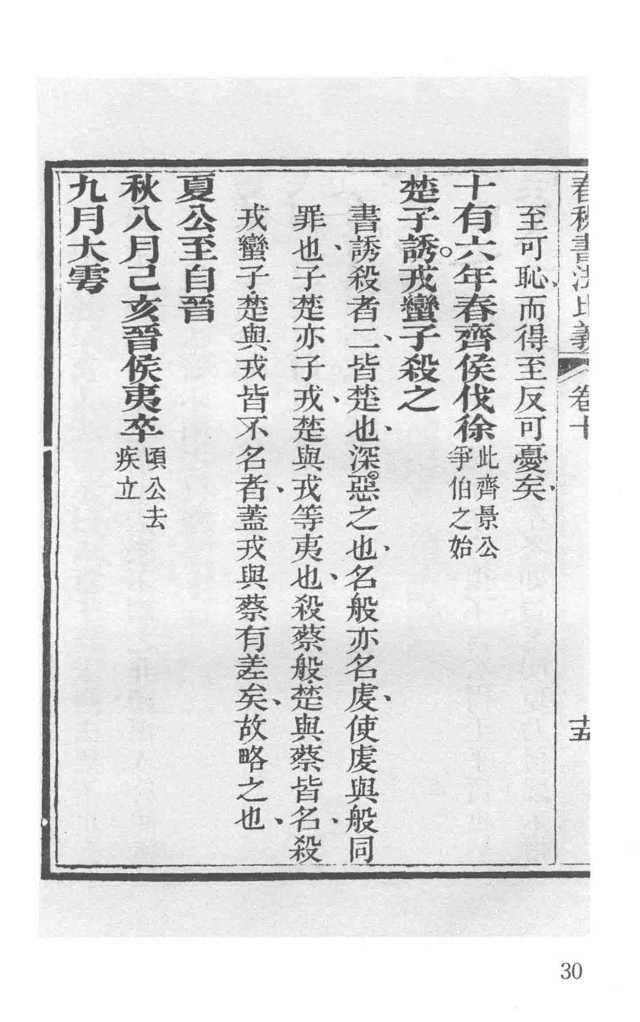 春秋書法比義 卷十 十五
至可恥而得至反可憂矣
十有六年春齊侯伐徐此齊景公爭伯之始
楚子誘戎蠻子殺之
書誘殺者二皆楚也深惡之也名般亦名虔使虔與般同
罪也子楚亦子戎楚與戎等夷也殺蔡般楚與蔡皆名殺
戎蠻子楚與戎皆不名者蓋戎與蔡有差矣故略之也
夏公至自晉
秋八月己亥晉侯夷卒頃公去疾立
九月大雩
30